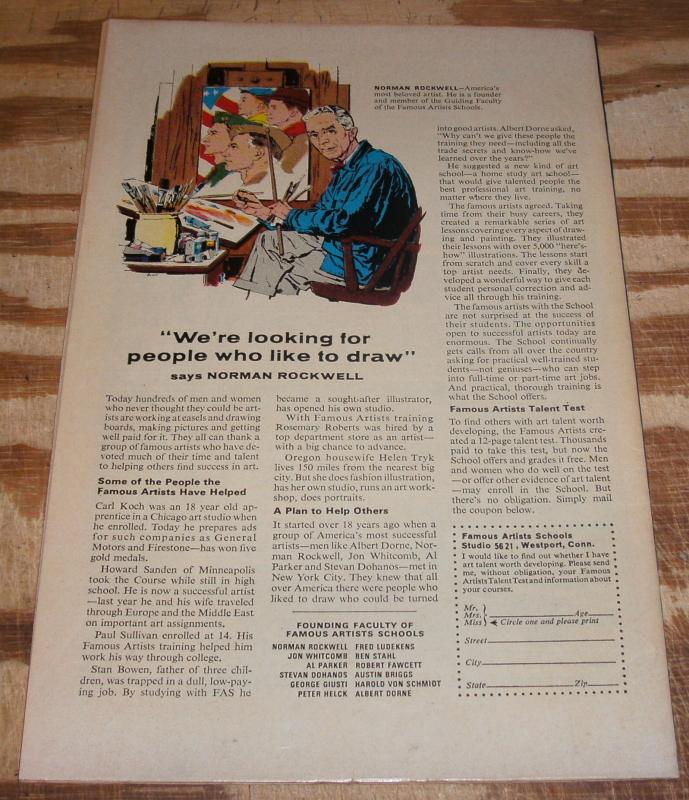 NORMAN ROCKWELL—America's
most beloved artist. He is a founder
and member of the Guiding Faculty
of the Famous Artists Schools.
"We're looking for
people who like to draw"
says NORMAN ROCKWELL
Today hundreds of men and women
who never thought they could be art-
ists are working at easels and drawing
boards, making pictures and getting
well paid for it. They all can thank a
group of famous artists who have de-
voted much of their time and talent
to helping others find success in art.
Some of the People the
Famous Artists Have Helped
Carl Koch was an 18 year old ap-
prentice in a Chicago art studio when
he enrolled. Today he prepares ads
for such companies as General
Motors and Firestone—has won five
gold medals.
Howard Sanden of Minneapolis
took the Course while still in high
school. He is now a successful artist
—last year he and his wife traveled
through Europe and the Middle East
on important art assignments.
Paul Sullivan enrolled at 14. His
Famous Artists training helped him
work his way through college.
Stan Bowen, father of three chil-
dren, was trapped in a dull, low-pay-
ing job. By studying with FAS he
became a sought-after illustrator,
has opened his own studio.
With Famous Artists training
Rosemary Roberts was hired by a
top department store as an artist—
with a big chance to advance.
Oregon housewife Helen Tryk
lives 150 miles from the nearest big
city. But she does fashion illustration,
has her own studio, runs an art work-
shop, does portraits.
A Plan to Help Others
It started over 18 years ago when a
group of America's most successful
artists—men like Albert Dorne, Nor-
man Rockwell, Jon Whitcomb, Al
Parker and Stevan Dohanos—met in
New York City. They knew that all
over America there were people who
liked to draw who could be turned
into good artists. Albert Dorne asked,
"Why can't we give these people the
training they need—including all the
trade secrets and know-how we've
learned over the years?"
He suggested a new kind of art
school—a home study art school—
that would give talented people the
best professional art training, no
matter where they live.
The famous artists agreed. Taking
time from their busy careers, they
created a remarkable series of art
lessons covering every aspect of draw-
ing and painting. They illustrated
their lessons with over 5,000 "here's-
how" illustrations. The lessons start
from scratch and cover every skill a
top artist needs. Finally, they de-
veloped a wonderful way to give each
student personal correction and ad-
vice all through his training.
The famous artists with the School
are not surprised at the success of
their students. The opportunities
open to successful artists today are
enormous. The School continually
gets calls from all over the country
asking for practical well-trained stu-
dents—not geniuses—who can step
into full-time or part-time art jobs.
And practical, thorough training is
what the School offers.
Famous Artists Talent Test
To find others with art talent worth
developing, the Famous Artists cre-
ated a 12-page talent test. Thousands
paid to take this test, but now the
School offers and grades it free. Men
and women who do well on the test
—or offer other evidence of art talent
—may enroll in the School. But
there's no obligation. Simply mail
the coupon below.
FOUNDING FACULTY OF
FAMOUS ARTISTS SCHOOLS
NORMAN ROCKWELL FRED LUDEKENS
JON WHITCOMB BEN STAHL
AL PARKER ROBERT FAWCETT
STEVAN DOHANOS AUSTIN BRIGGS
GEORGE GIUSTI HAROLD VON SCHMIDT
PETER HELCK ALBERT DORNE
Famous Artists Schools
Studio 5621, Westport, Conn.
I would like to find out whether I have
art talent worth developing. Please send
me, without obligation, your Famous
Artists Talent Test and information about
your courses.
Mr.
Mrs. Age
Miss Circle one and please print
Street
City
State Zip